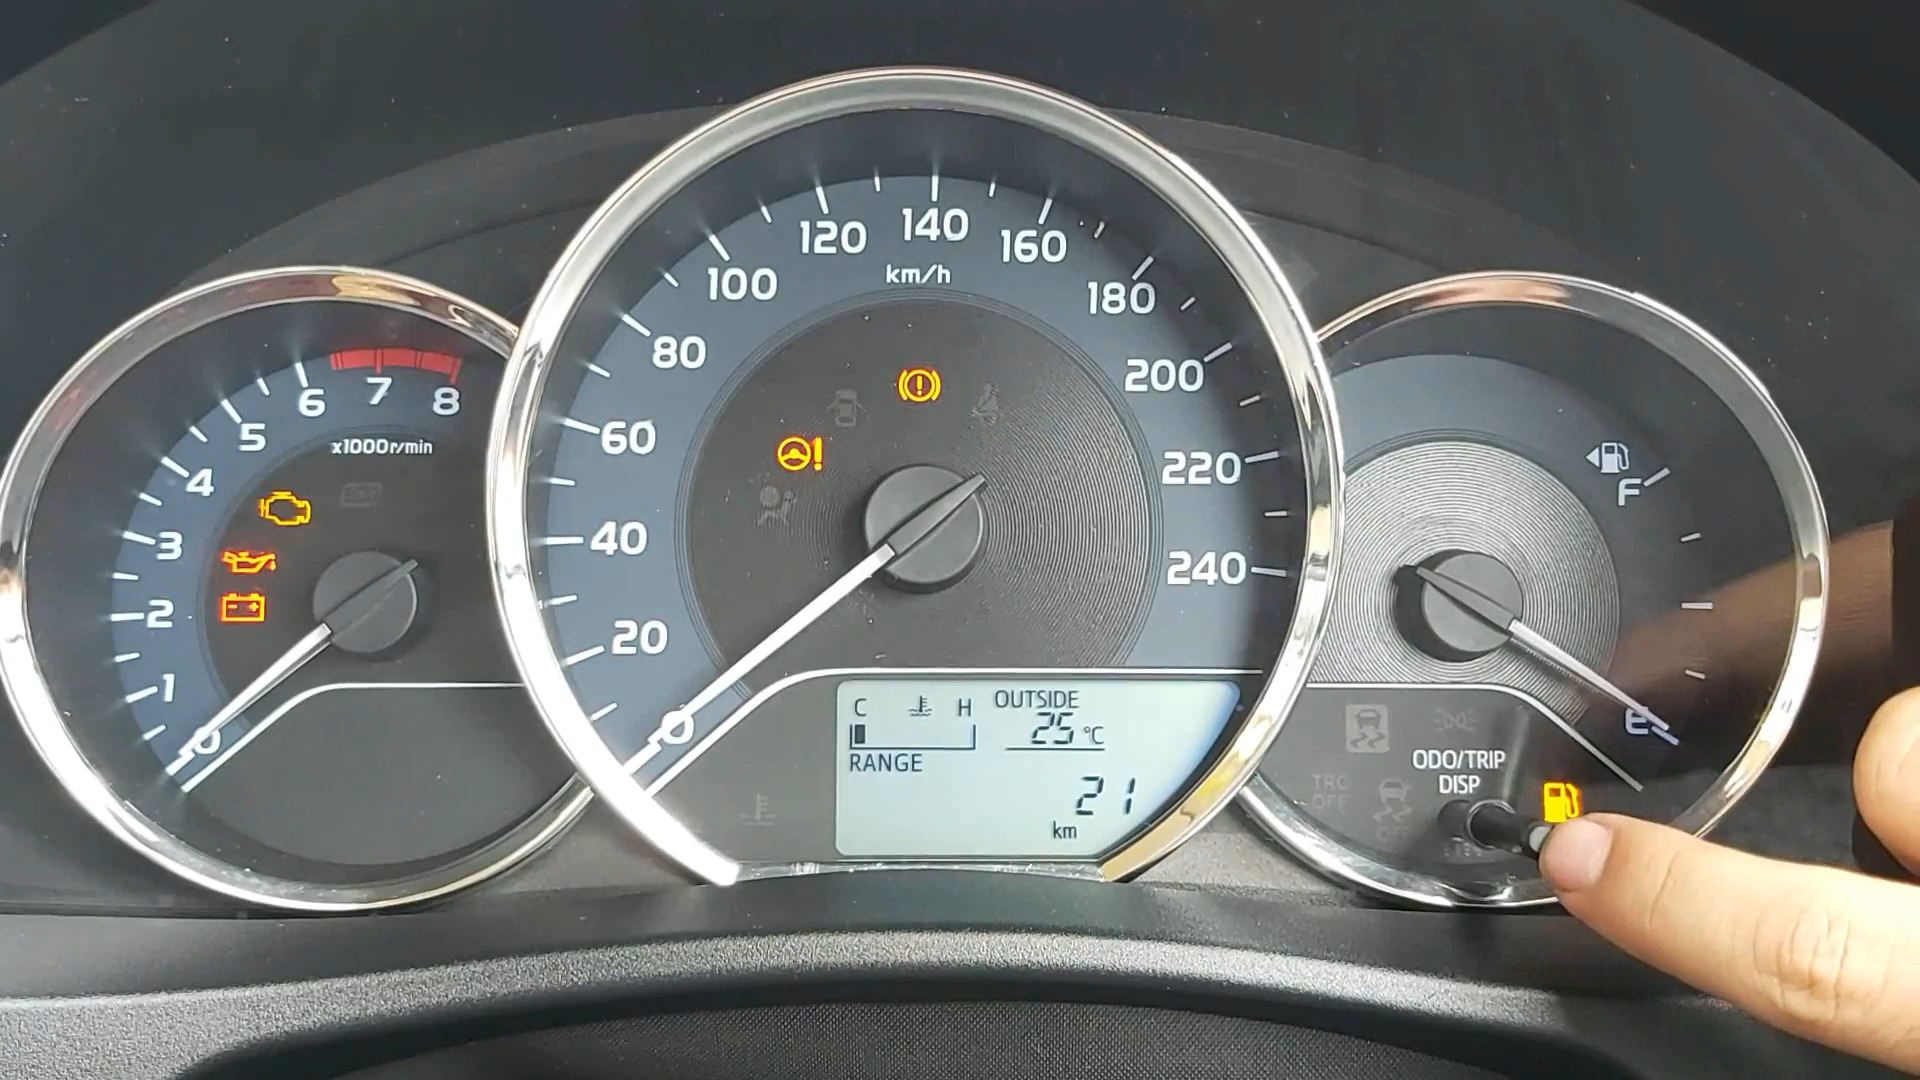 x1000r/min
1
2
3
4
5
6
7
8
0
km/h
0
20
40
60
80
100
120
140
160
180
200
220
240
C H
OUTSIDE
25 °C
RANGE
21
km
F
E
ODO/TRIP
DISP
TRC
OFF